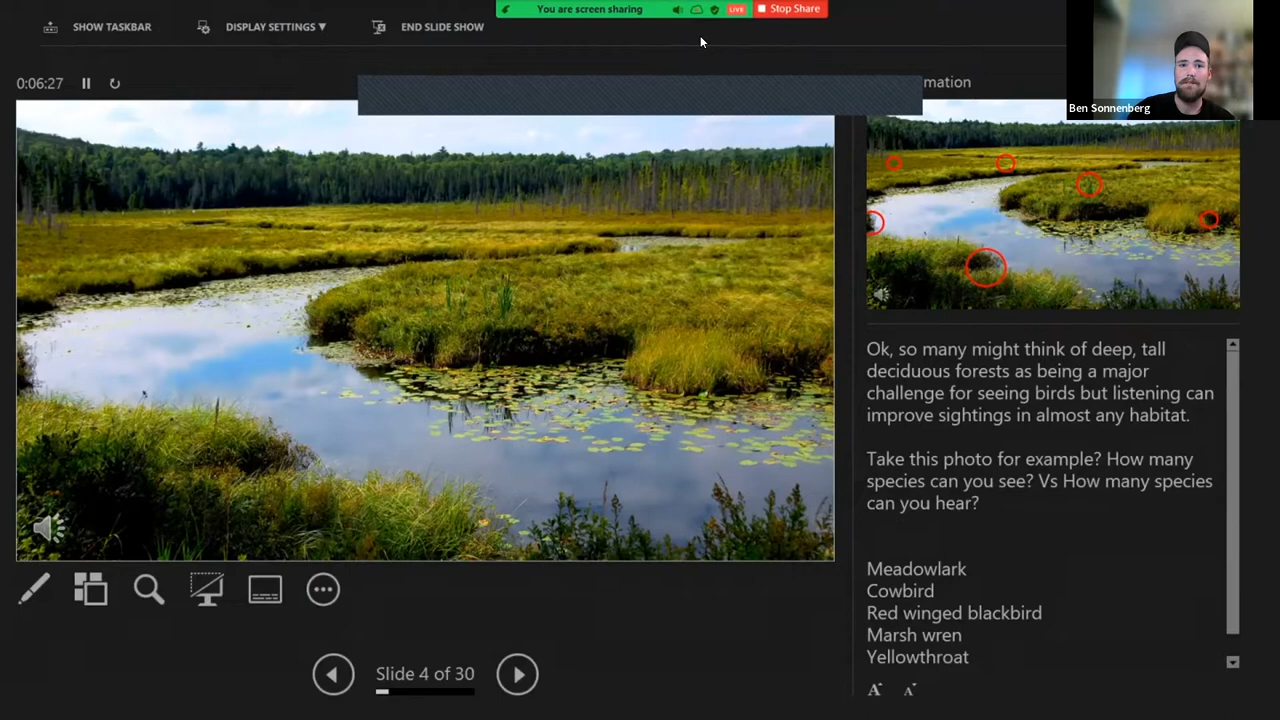 You are screen sharing LIVE Stop Share
SHOW TASKBAR DISPLAY SETTINGS ▼ END SLIDE SHOW
0:06:27
mation
Ben Sonnenberg
Ok, so many might think of deep, tall
deciduous forests as being a major
challenge for seeing birds but listening can
improve sightings in almost any habitat.
Take this photo for example? How many
species can you see? Vs How many species
can you hear?
Meadowlark
Cowbird
Red winged blackbird
Marsh wren
Yellowthroat
Slide 4 of 30
A A